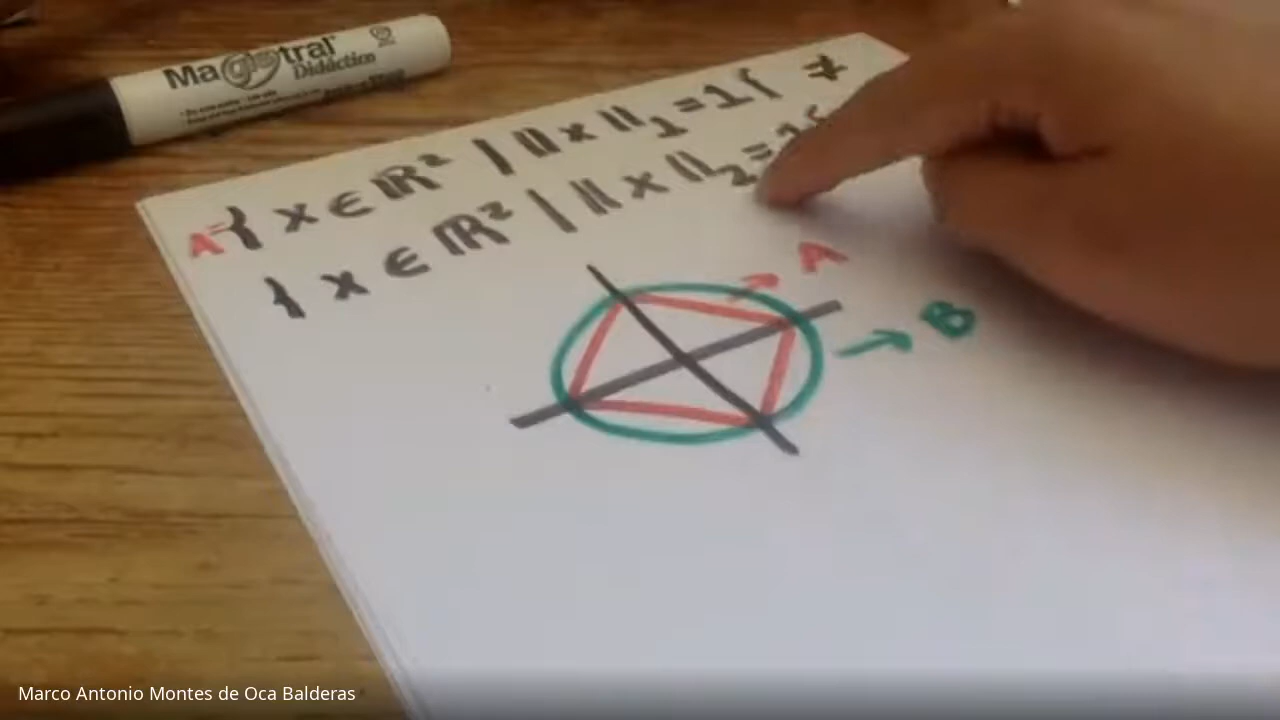 Magistral
Didáctico
A={ x ∈ ℝ² | ||x||₁ = 1} ≠
{ x ∈ ℝ² | ||x||₂ = 1}
→ A
→ B
Marco Antonio Montes de Oca Balderas